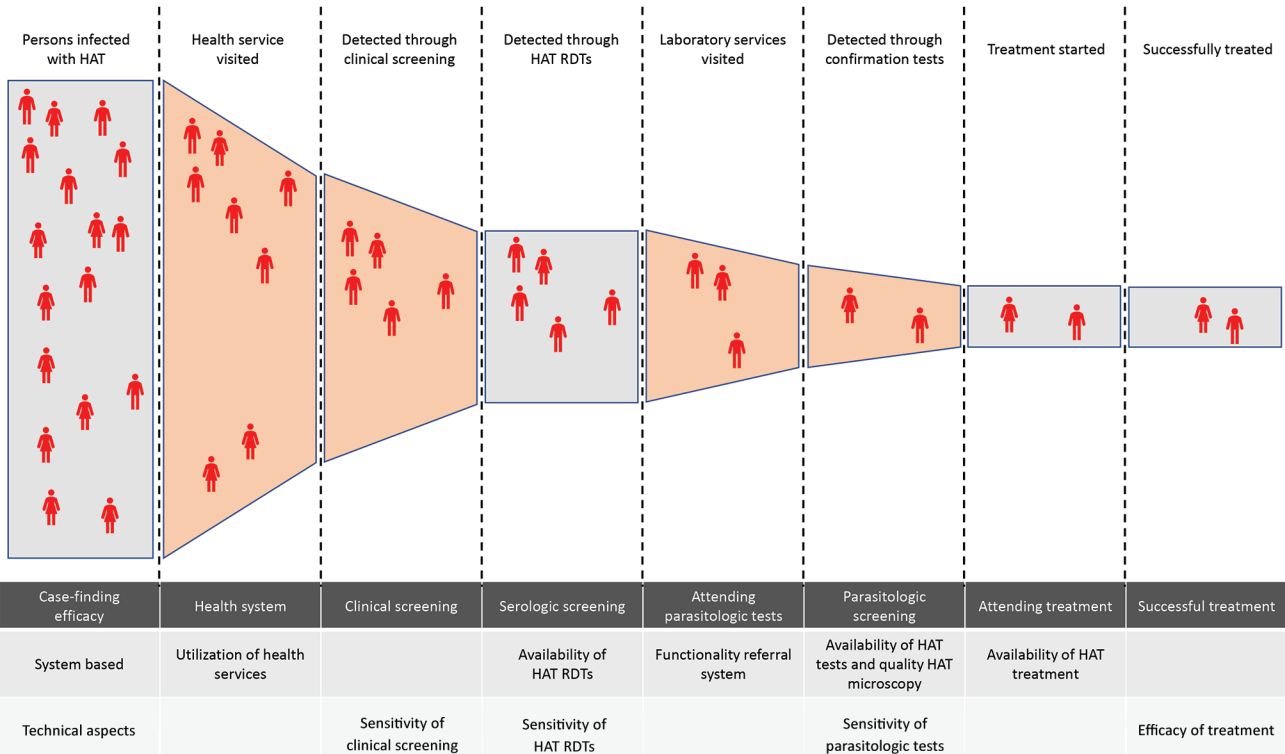 Persons infected
with HAT
Health service
visited
Detected through
clinical screening
Detected through
HAT RDTs
Laboratory services
visited
Detected through
confirmation tests
Treatment started
Successfully treated
Case-finding
efficacy
Health system
Clinical screening
Serologic screening
Attending
parasitologic tests
Parasitologic
screening
Attending treatment
Successful treatment
System based
Utilization of health
services
Availability of
HAT RDTs
Functionality referral
system
Availability of HAT
tests and quality HAT
microscopy
Availability of HAT
treatment
Technical aspects
Sensitivity of
clinical screening
Sensitivity of
HAT RDTs
Sensitivity of
parasitologic tests
Efficacy of treatment